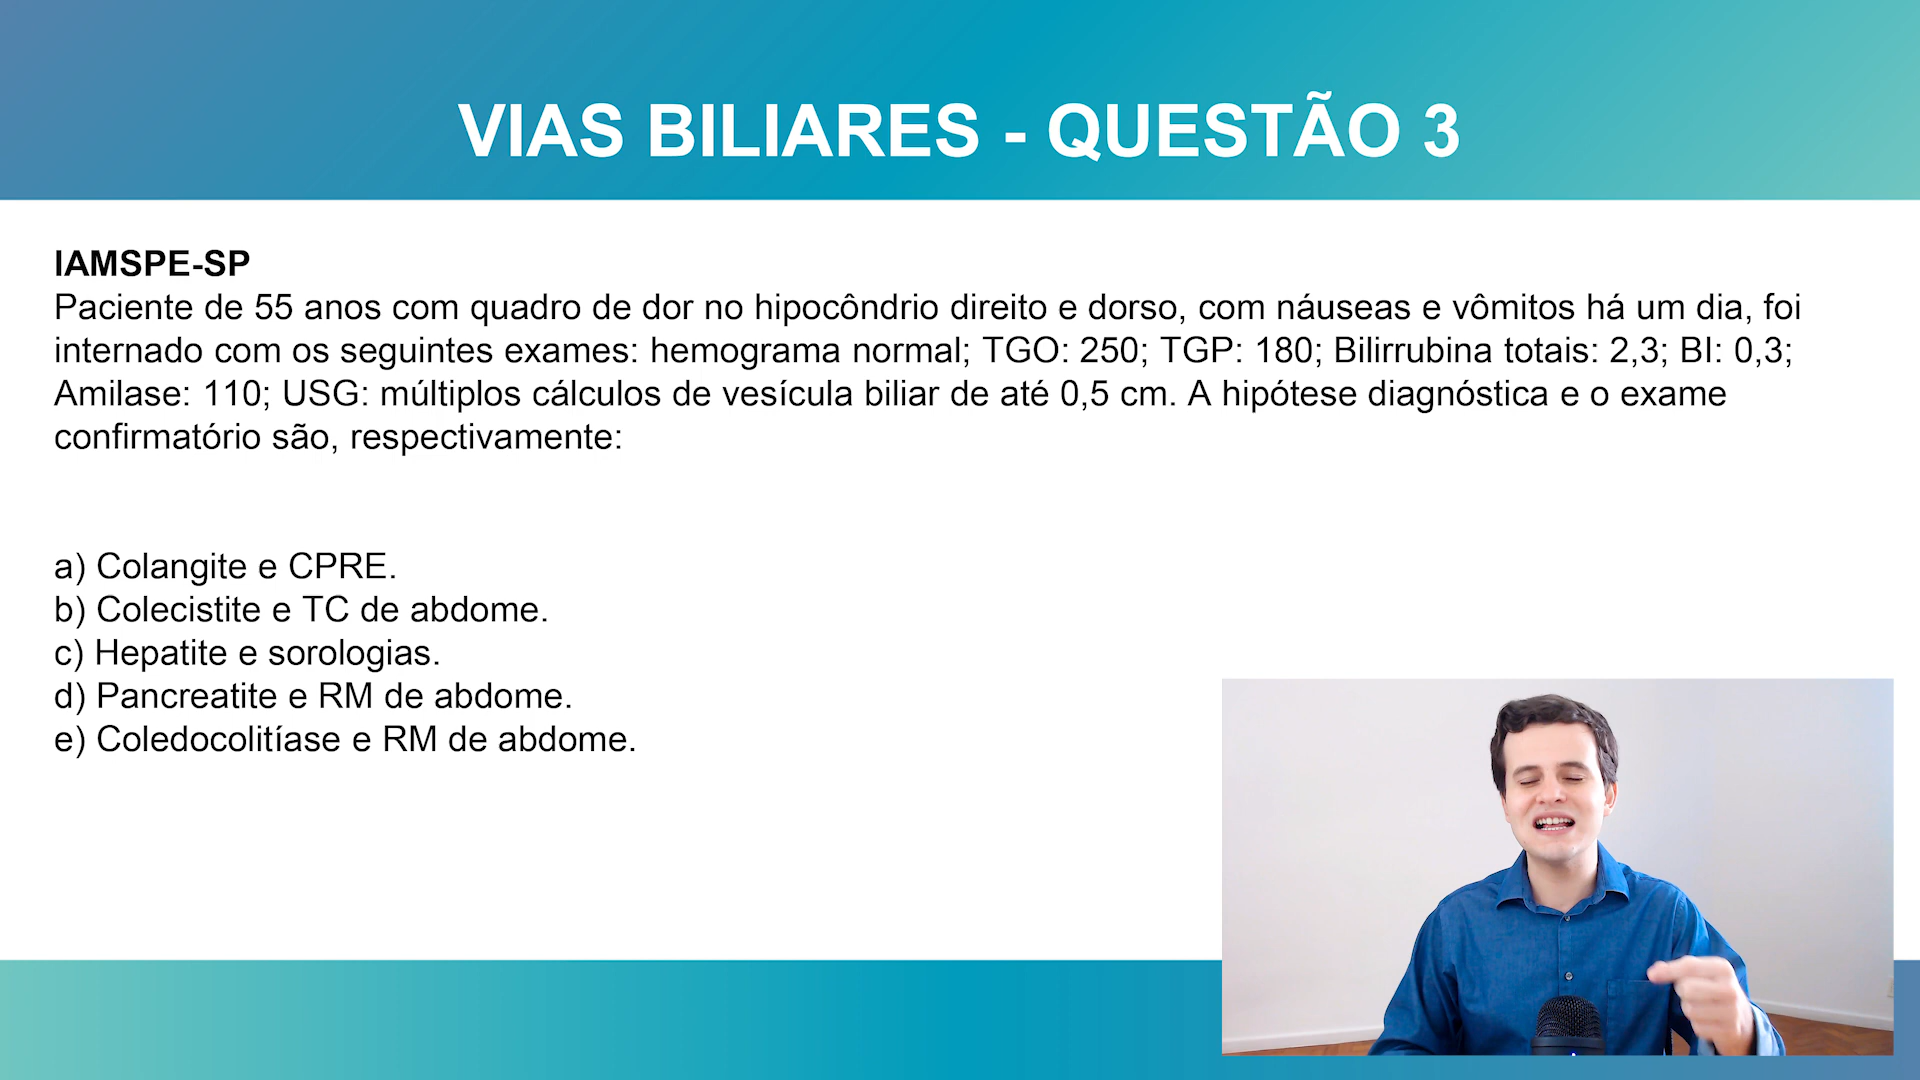 VIAS BILIARES - QUESTÃO 3
IAMSPE-SP
Paciente de 55 anos com quadro de dor no hipocôndrio direito e dorso, com náuseas e vômitos há um dia, foi
internado com os seguintes exames: hemograma normal; TGO: 250; TGP: 180; Bilirrubina totais: 2,3; BI: 0,3;
Amilase: 110; USG: múltiplos cálculos de vesícula biliar de até 0,5 cm. A hipótese diagnóstica e o exame
confirmatório são, respectivamente:
a) Colangite e CPRE.
b) Colecistite e TC de abdome.
c) Hepatite e sorologias.
d) Pancreatite e RM de abdome.
e) Coledocolitíase e RM de abdome.